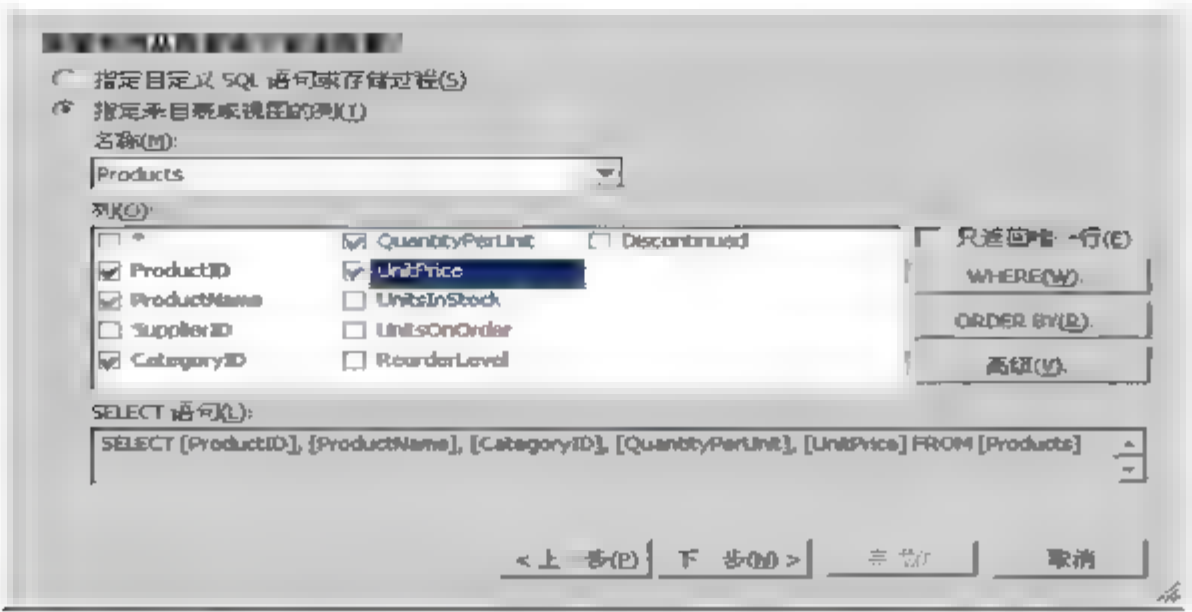 指定自定义 SQL 语句或存储过程(S)
指定来自表或视图的列(T)
名称(M):
Products
列(O):
*
QuantityPerUnit
Discontinued
只返回唯一行(E)
ProductID
UnitPrice
WHERE(W)...
ProductName
UnitsInStock
SupplierID
UnitsOnOrder
ORDER BY(R)...
CategoryID
ReorderLevel
高级(V)...
SELECT 语句(L):
SELECT [ProductID], [ProductName], [CategoryID], [QuantityPerUnit], [UnitPrice] FROM [Products]
< 上一步(P)
下一步(N) >
取消